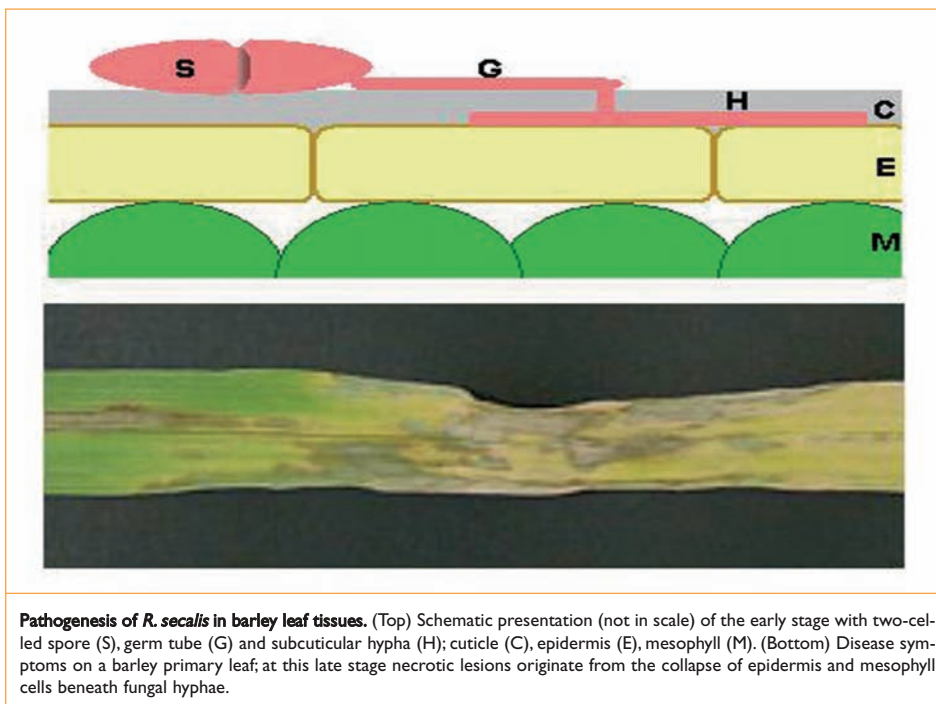 S
G
H
C
E
M
Pathogenesis of R. secalis in barley leaf tissues. (Top) Schematic presentation (not in scale) of the early stage with two-cel-
led spore (S), germ tube (G) and subcuticular hypha (H); cuticle (C), epidermis (E), mesophyll (M). (Bottom) Disease sym-
ptoms on a barley primary leaf; at this late stage necrotic lesions originate from the collapse of epidermis and mesophyll
cells beneath fungal hyphae.